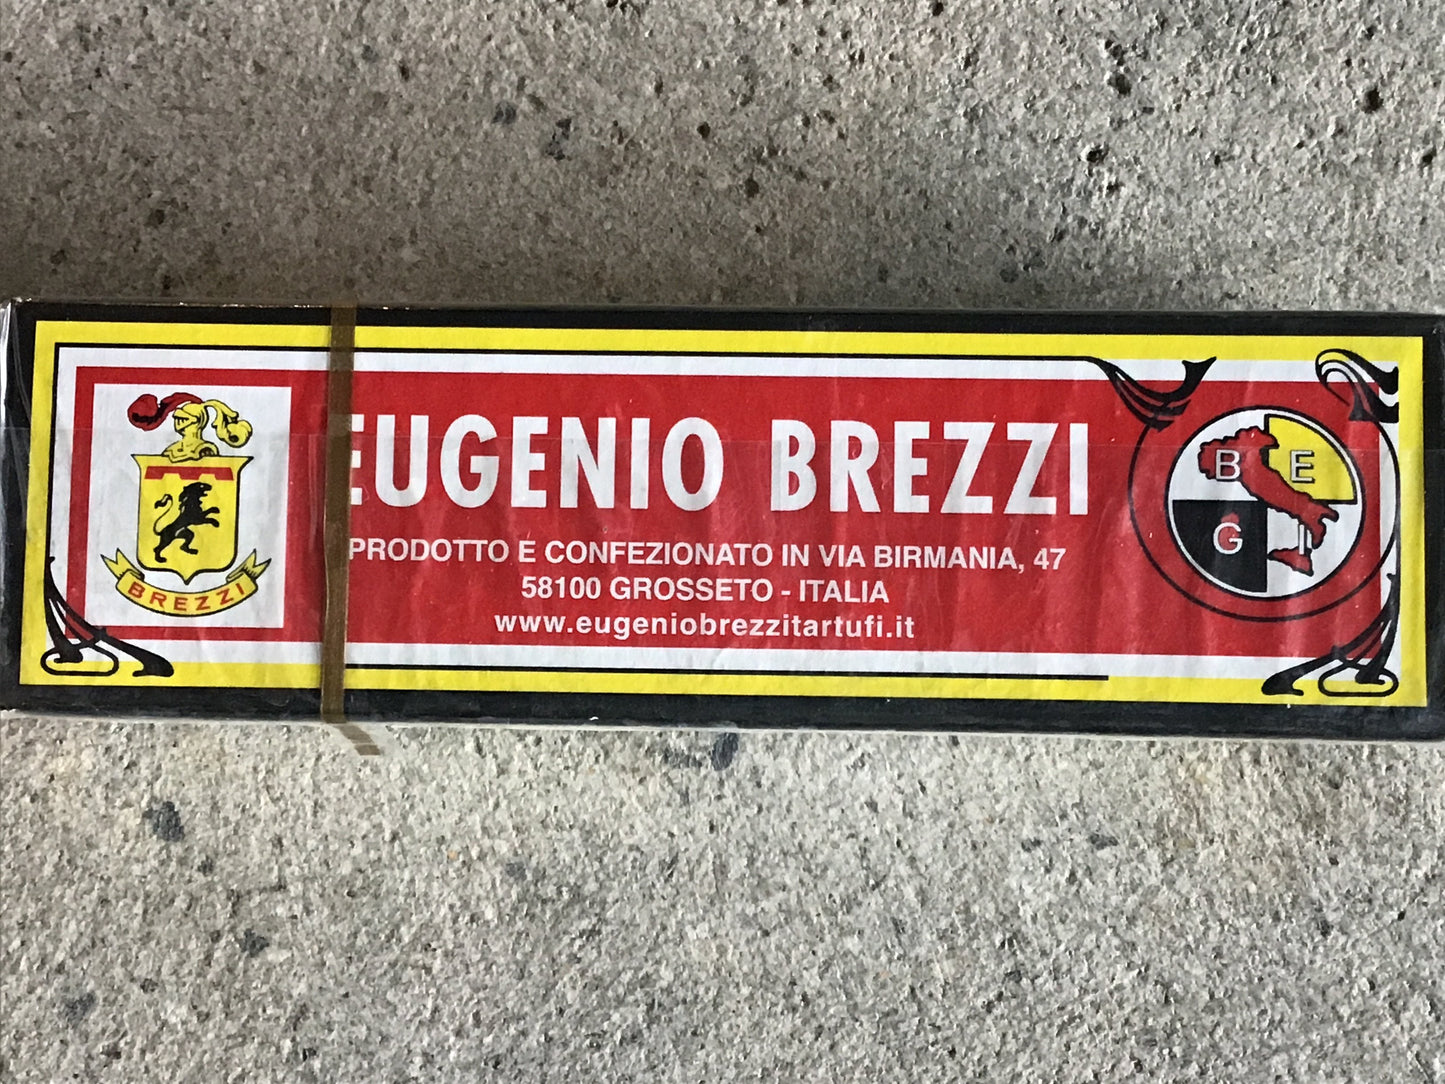 EUGENIO BREZZI
PRODOTTO E CONFEZIONATO IN VIA BIRMANIA, 47
58100 GROSSETO - ITALIA
www.eugeniobrezzitartufi.it
BREZZI
B E
G I